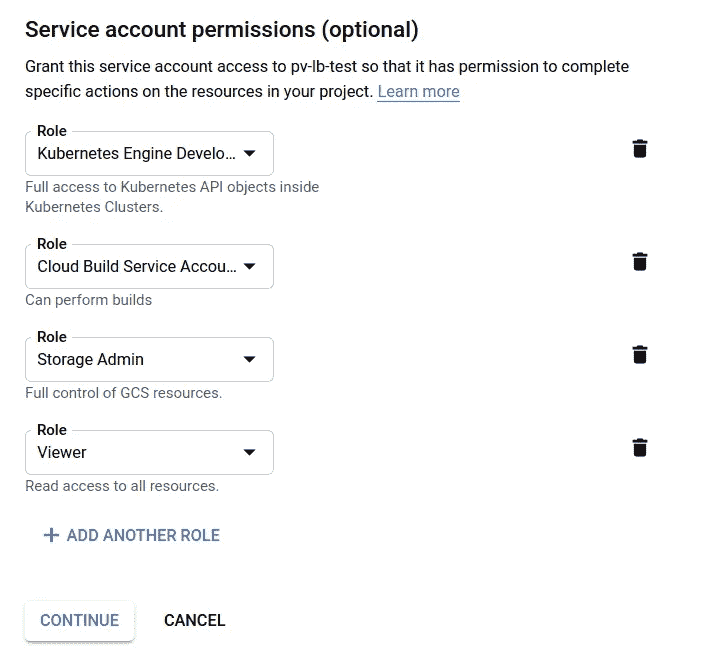 Service account permissions (optional)
Grant this service account access to pv-lb-test so that it has permission to complete
specific actions on the resources in your project. Learn more
Role
Kubernetes Engine Develo...
Full access to Kubernetes API objects inside
Kubernetes Clusters.
Role
Cloud Build Service Accou...
Can perform builds
Role
Storage Admin
Full control of GCS resources.
Role
Viewer
Read access to all resources.
+ ADD ANOTHER ROLE
CONTINUE CANCEL